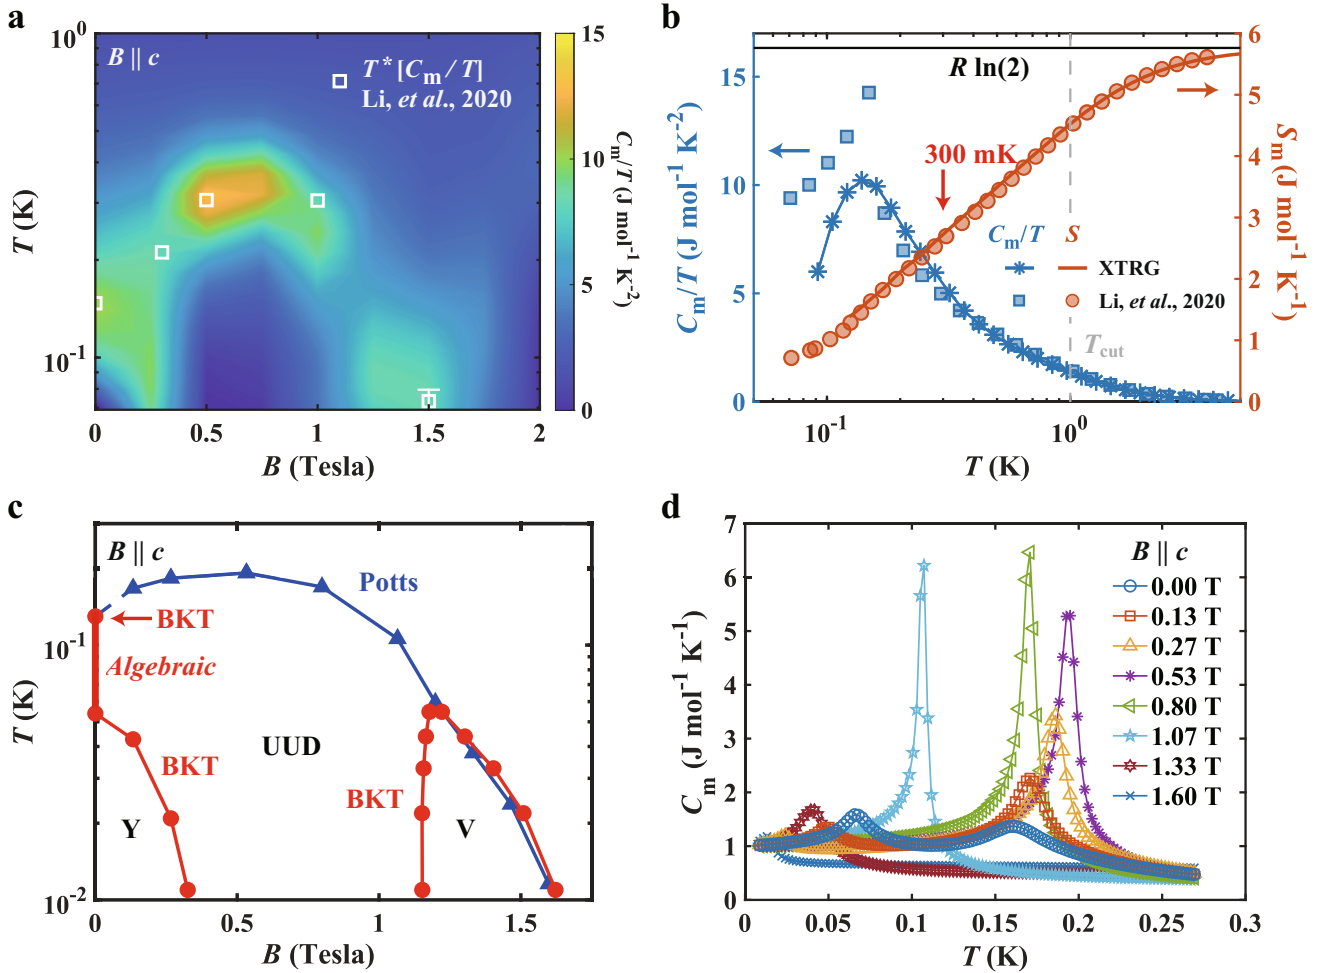 a
10⁰
B ∥ c
T* [Cₘ / T]
Li, et al., 2020
T (K)
10⁻¹
0
0.5
1
1.5
2
B (Tesla)
15
10
5
0
Cₘ/T (J mol⁻¹ K⁻²)
b
15
10
5
0
Cₘ/T (J mol⁻¹ K⁻²)
R ln(2)
300 mK
Cₘ/T S
XTRG
Li, et al., 2020
T_cut
6
5
4
3
2
1
0
Sₘ (J mol⁻¹ K⁻¹)
10⁻¹
10⁰
T (K)
c
B ∥ c
Potts
BKT
10⁻¹
Algebraic
T (K)
UUD
BKT
BKT
Y
V
10⁻²
0
0.5
1
1.5
B (Tesla)
d
7
6
5
4
3
2
1
0
Cₘ (J mol⁻¹ K⁻¹)
B ∥ c
0.00 T
0.13 T
0.27 T
0.53 T
0.80 T
1.07 T
1.33 T
1.60 T
0
0.05
0.1
0.15
0.2
0.25
0.3
T (K)